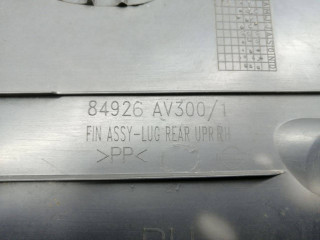 84926 AV300/1
FIN ASSY-LUG REAR UPR RH
>PP<